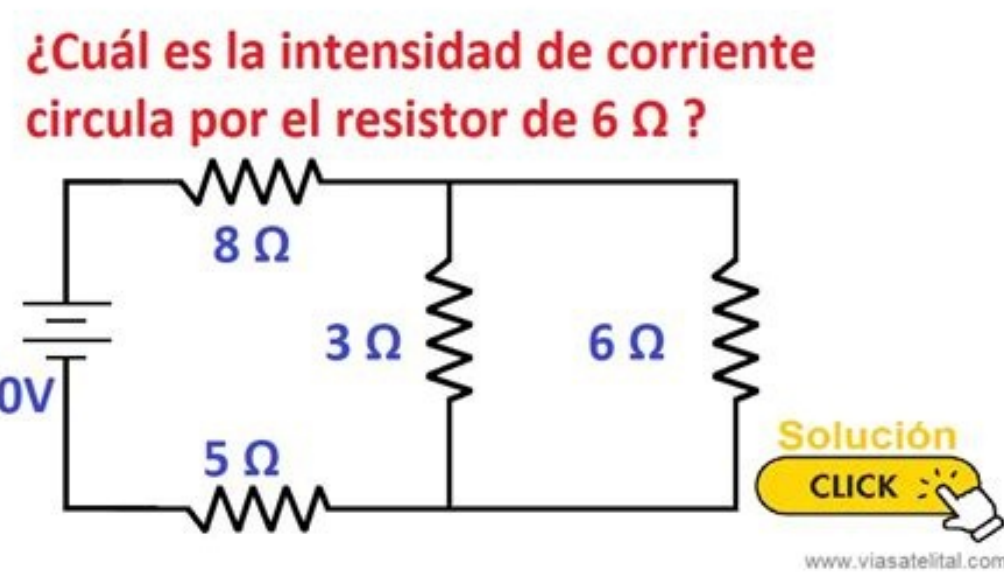 ¿Cuál es la intensidad de corriente
circula por el resistor de 6 Ω ?
8 Ω
3 Ω
6 Ω
0V
5 Ω
Solución
CLICK
www.viasatelital.com